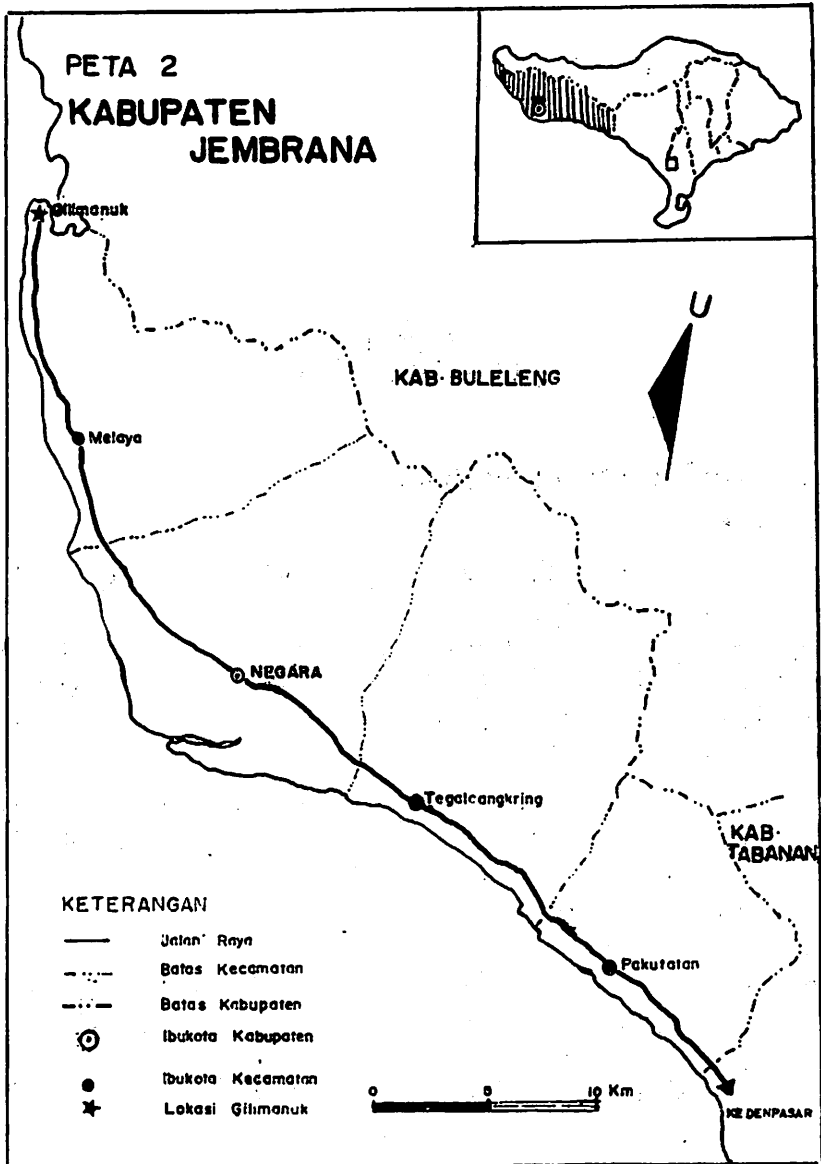 PETA 2
KABUPATEN
JEMBRANA
Gilimanuk
U
KAB. BULELENG
Melaya
NEGARA
Tegalcangkring
KAB.
TABANAN
Pakutatan
KETERANGAN
Jalan Raya
Batas Kecamatan
Batas Kabupaten
Ibukota Kabupaten
Ibukota Kecamatan
Lokasi Gilimanuk
0 5 10 Km
KE DENPASAR